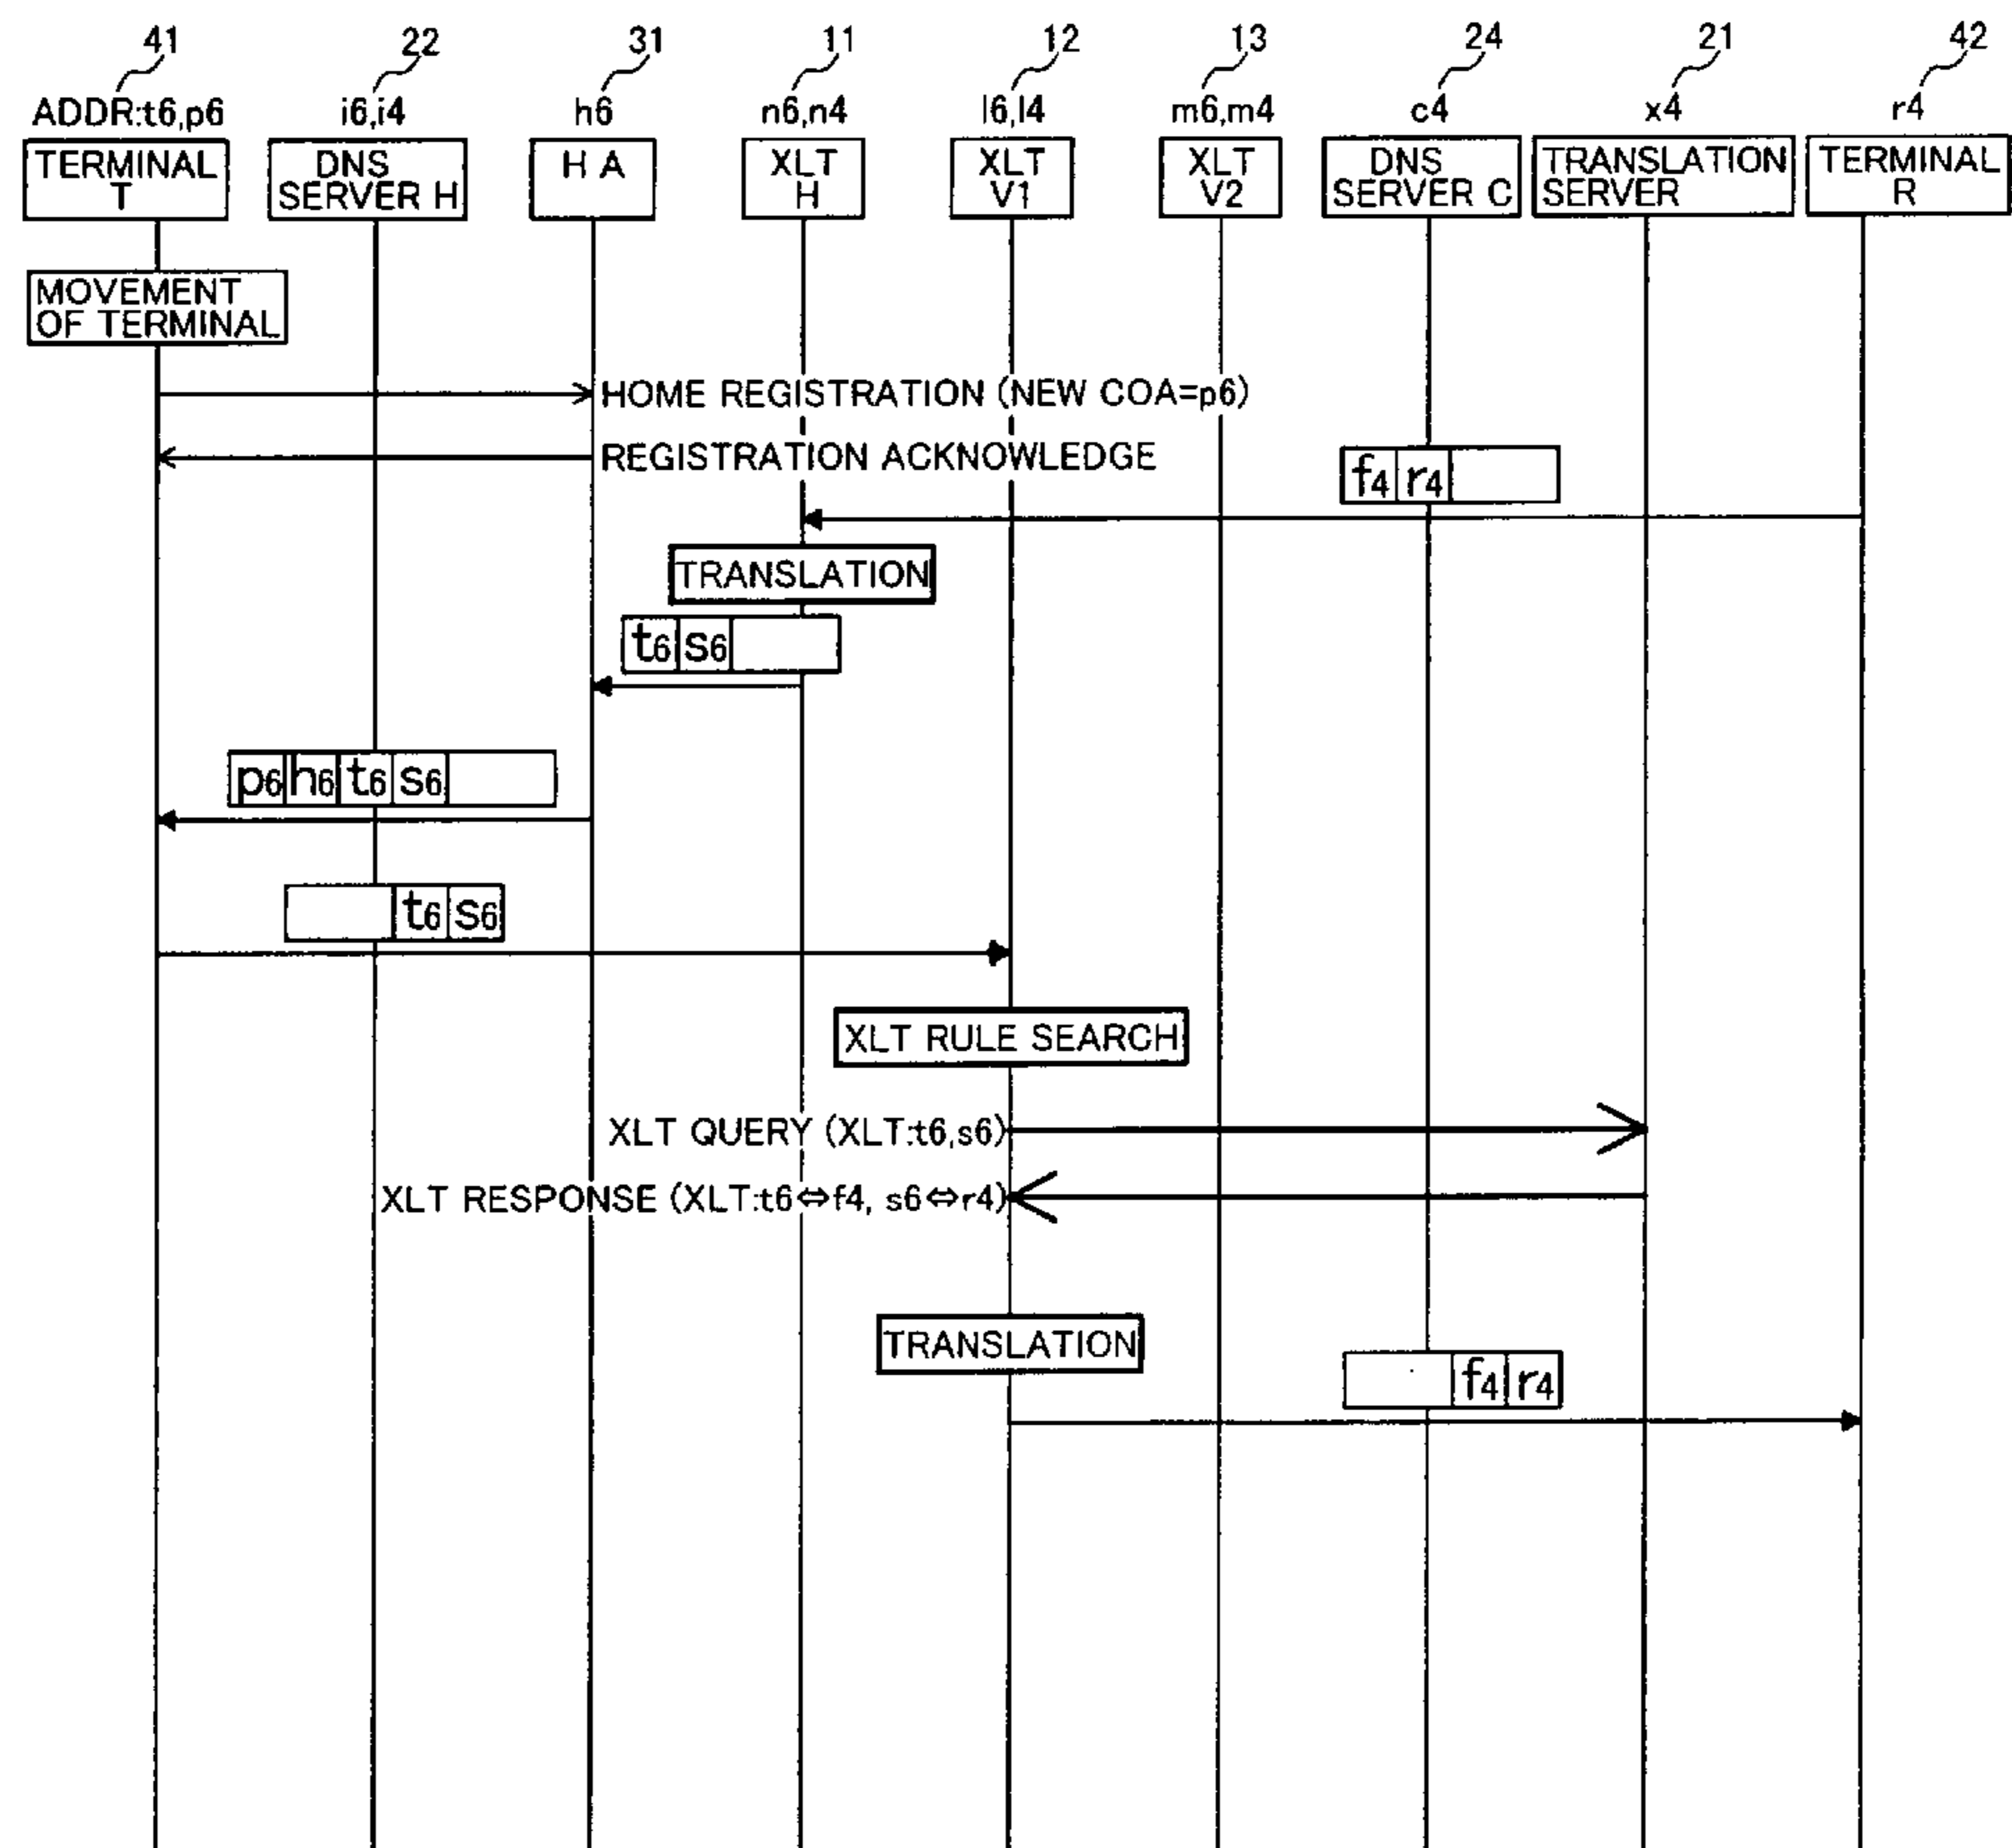 41 22 31 11 12 13 24 21 42
ADDR:t6,p6 i6,i4 h6 n6,n4 l6,l4 m6,m4 c4 x4 r4
TERMINAL DNS H A XLT XLT XLT DNS TRANSLATION TERMINAL
T SERVER H H V1 V2 SERVER C SERVER R
MOVEMENT
OF TERMINAL
HOME REGISTRATION (NEW COA=p6)
REGISTRATION ACKNOWLEDGE
f4 r4
TRANSLATION
t6 s6
p6 h6 t6 s6
t6 s6
XLT RULE SEARCH
XLT QUERY (XLT:t6,s6)
XLT RESPONSE (XLT:t6⇔f4, s6⇔r4)
TRANSLATION
f4 r4